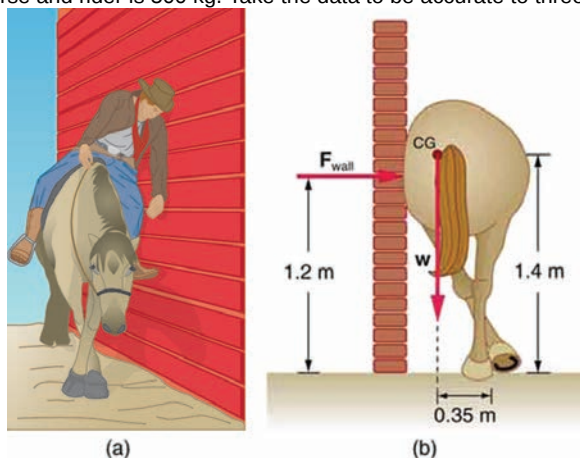 rse and rider is 500 kg. Take the data to be accurate to three
CG
F wall
w
1.2 m
1.4 m
0.35 m
(a)
(b)